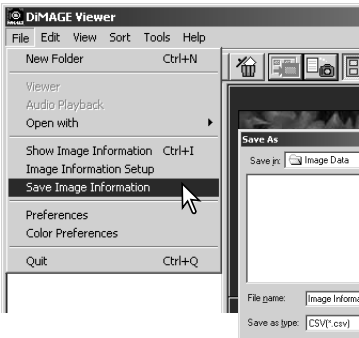 DiMAGE Viewer
File Edit View Sort Tools Help
New Folder Ctrl+N
Viewer
Audio Playback
Open with
Show Image Information Ctrl+I
Image Information Setup
Save Image Information
Preferences
Color Preferences
Quit Ctrl+Q
Save As
Save in: Image Data
File name: Image Informa
Save as type: CSV(*.csv)